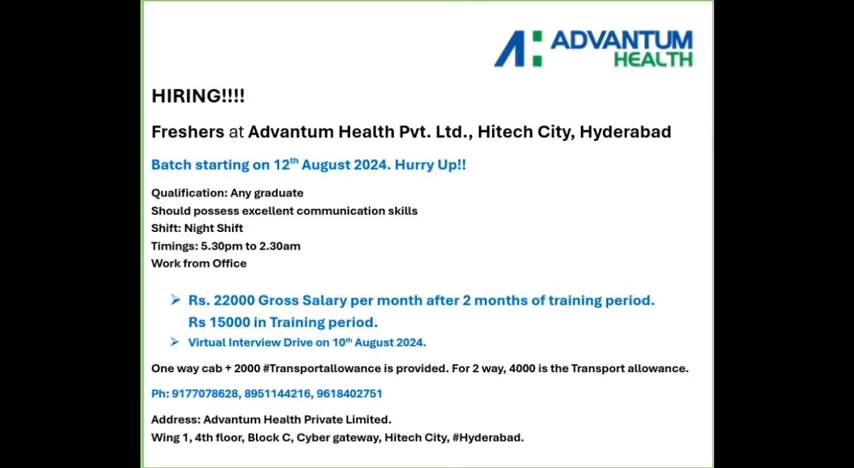 ADVANTUM
HEALTH
HIRING!!!!
Freshers at Advantum Health Pvt. Ltd., Hitech City, Hyderabad
Batch starting on 12th August 2024. Hurry Up!!
Qualification: Any graduate
Should possess excellent communication skills
Shift: Night Shift
Timings: 5.30pm to 2.30am
Work from Office
➢ Rs. 22000 Gross Salary per month after 2 months of training period.
Rs 15000 in Training period.
➢ Virtual Interview Drive on 10th August 2024.
One way cab + 2000 #Transportallowance is provided. For 2 way, 4000 is the Transport allowance.
Ph: 9177078628, 8951144216, 9618402751
Address: Advantum Health Private Limited.
Wing 1, 4th floor, Block C, Cyber gateway, Hitech City, #Hyderabad.